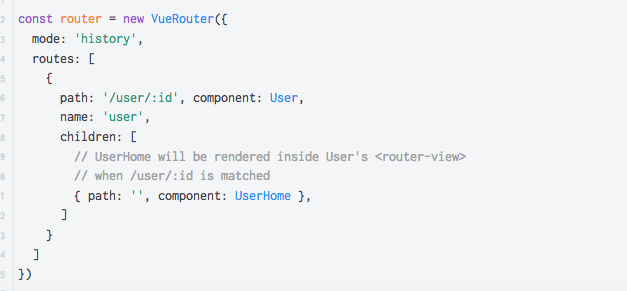 2 const router = new VueRouter({
3 mode: 'history',
4 routes: [
5 {
6 path: '/user/:id', component: User,
7 name: 'user',
8 children: [
9 // UserHome will be rendered inside User's <router-view>
0 // when /user/:id is matched
1 { path: '', component: UserHome },
2 ]
3 }
4 ]
5 })